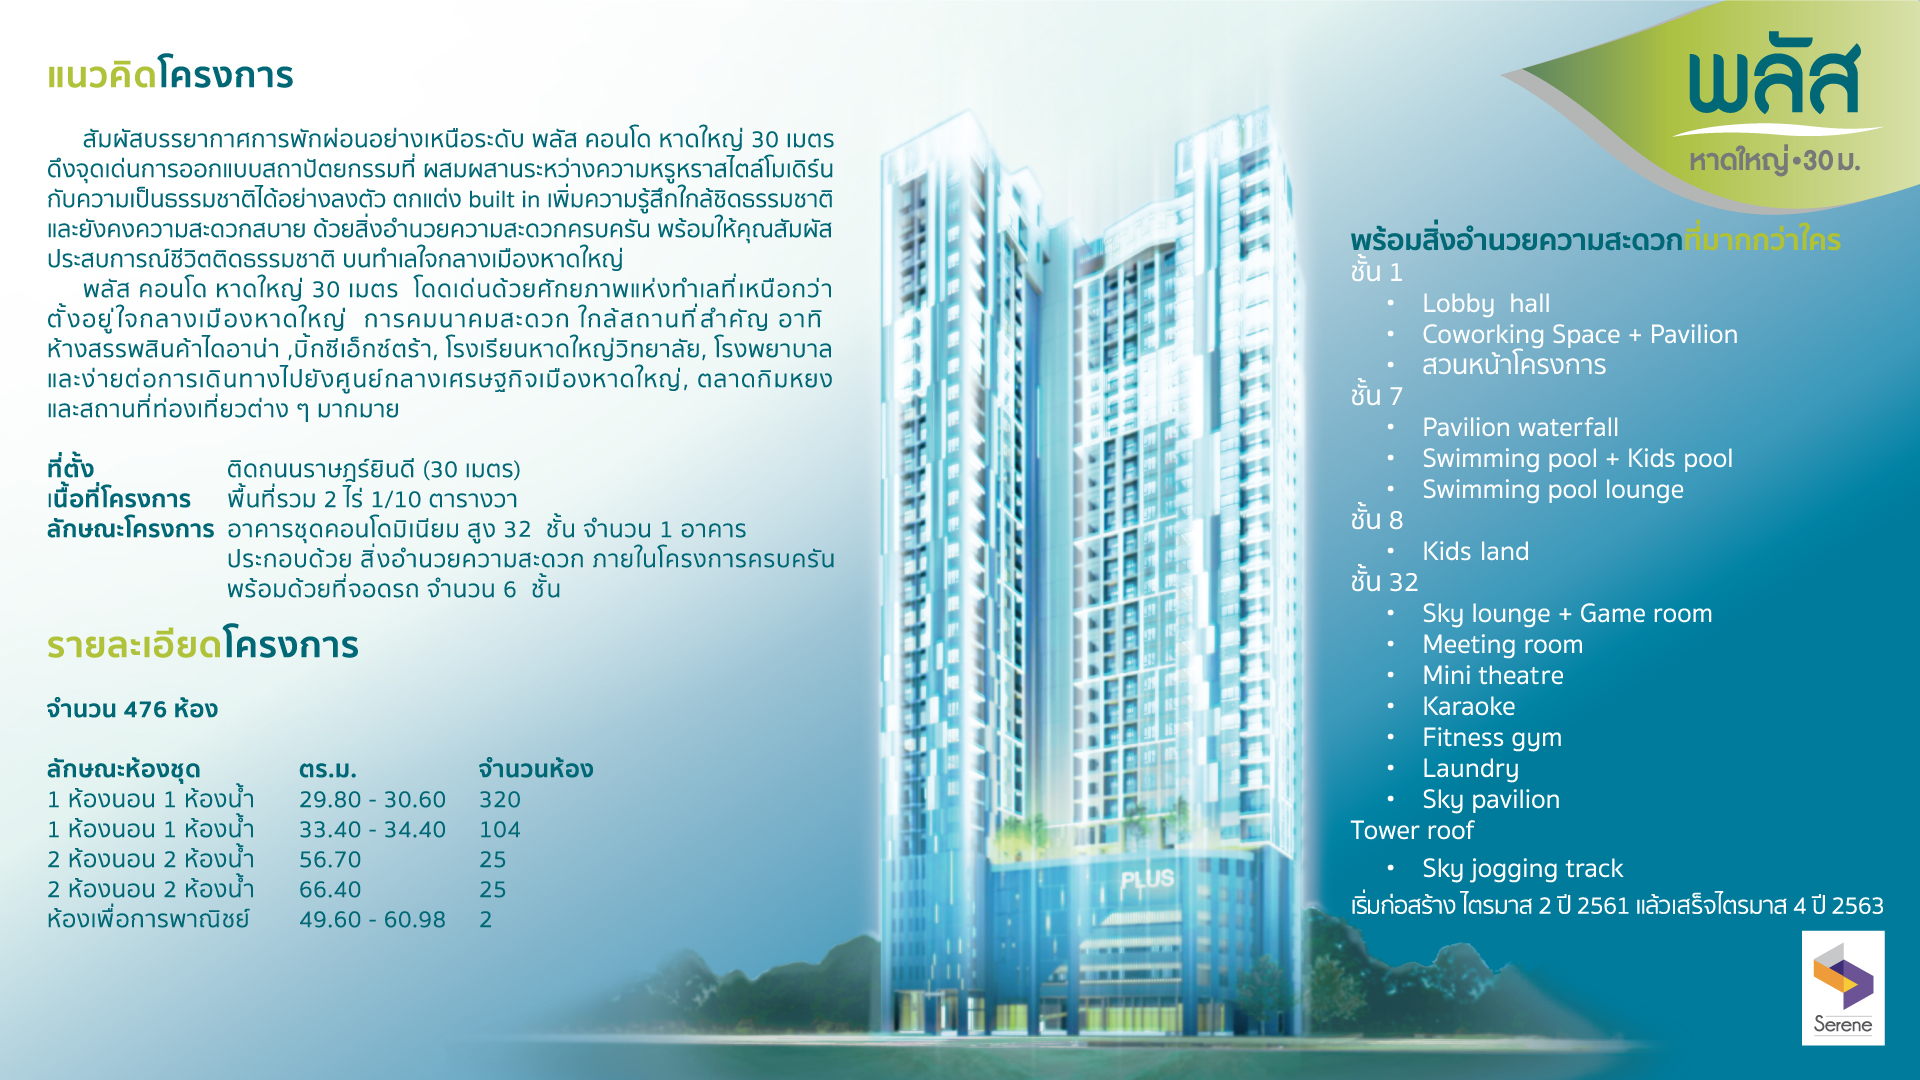 แนวคิดโครงการ
สัมผัสบรรยากาศการพักผ่อนอย่างเหนือระดับ พลัส คอนโด หาดใหญ่ 30 เมตร
ดึงจุดเด่นการออกแบบสถาปัตยกรรมที่ ผสมผสานระหว่างความหรูหราสไตล์โมเดิร์น
กับความเป็นธรรมชาติได้อย่างลงตัว ตกแต่ง built in เพิ่มความรู้สึกใกล้ชิดธรรมชาติ
และยังคงความสะดวกสบาย ด้วยสิ่งอำนวยความสะดวกครบครัน พร้อมให้คุณสัมผัส
ประสบการณ์ชีวิตติดธรรมชาติ บนทำเลใจกลางเมืองหาดใหญ่
พลัส คอนโด หาดใหญ่ 30 เมตร โดดเด่นด้วยศักยภาพแห่งทำเลที่เหนือกว่า
ตั้งอยู่ใจกลางเมืองหาดใหญ่ การคมนาคมสะดวก ใกล้สถานที่สำคัญ อาทิ
ห้างสรรพสินค้าไดอาน่า ,บิ้กซีเอ็กซ์ตร้า, โรงเรียนหาดใหญ่วิทยาลัย, โรงพยาบาล
และง่ายต่อการเดินทางไปยังศูนย์กลางเศรษฐกิจเมืองหาดใหญ่, ตลาดกิมหยง
และสถานที่ท่องเที่ยวต่าง ๆ มากมาย
ที่ตั้ง ติดถนนราษฎร์ยินดี (30 เมตร)
เนื้อที่โครงการ พื้นที่รวม 2 ไร่ 1/10 ตารางวา
ลักษณะโครงการ อาคารชุดคอนโดมิเนียม สูง 32 ชั้น จำนวน 1 อาคาร
ประกอบด้วย สิ่งอำนวยความสะดวก ภายในโครงการครบครัน
พร้อมด้วยที่จอดรถ จำนวน 6 ชั้น
รายละเอียดโครงการ
จำนวน 476 ห้อง
ลักษณะห้องชุด ตร.ม. จำนวนห้อง
1 ห้องนอน 1 ห้องน้ำ 29.80 - 30.60 320
1 ห้องนอน 1 ห้องน้ำ 33.40 - 34.40 104
2 ห้องนอน 2 ห้องน้ำ 56.70 25
2 ห้องนอน 2 ห้องน้ำ 66.40 25
ห้องเพื่อการพาณิชย์ 49.60 - 60.98 2
PLUS
พลัส
หาดใหญ่•30 ม.
พร้อมสิ่งอำนวยความสะดวกที่มากกว่าใคร
ชั้น 1
• Lobby hall
• Coworking Space + Pavilion
• สวนหน้าโครงการ
ชั้น 7
• Pavilion waterfall
• Swimming pool + Kids pool
• Swimming pool lounge
ชั้น 8
• Kids land
ชั้น 32
• Sky lounge + Game room
• Meeting room
• Mini theatre
• Karaoke
• Fitness gym
• Laundry
• Sky pavilion
Tower roof
• Sky jogging track
เริ่มก่อสร้าง ไตรมาส 2 ปี 2561 แล้วเสร็จไตรมาส 4 ปี 2563
Serene